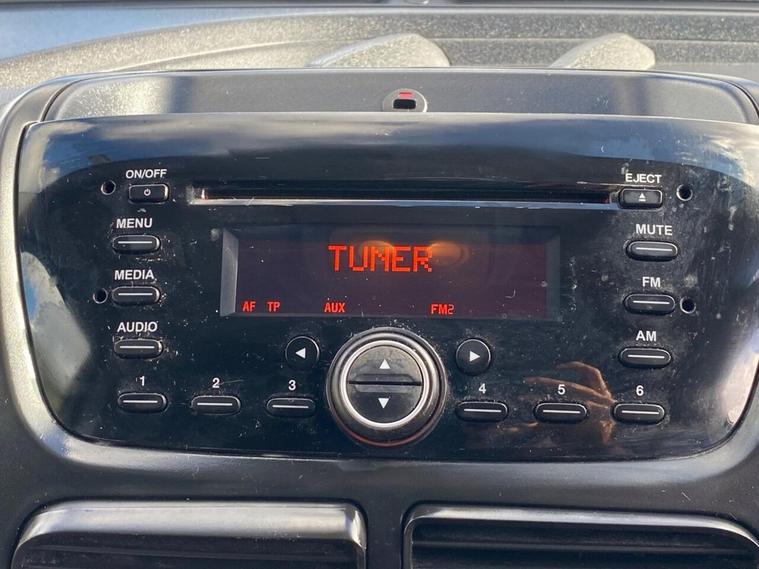 ON/OFF
EJECT
MENU
MUTE
TUNER
MEDIA
FM
AF TP AUX FM2
AUDIO
AM
1 2 3 4 5 6